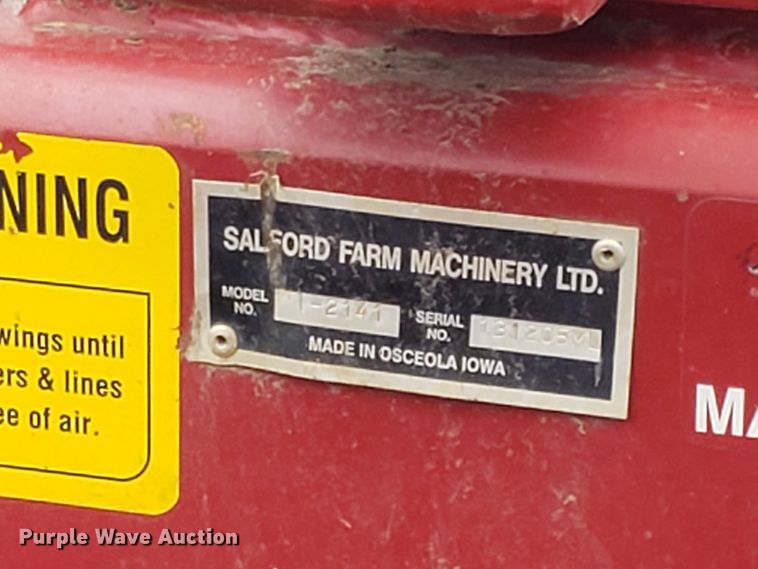 NING
wings until
ers & lines
ee of air.
SALFORD FARM MACHINERY LTD.
MODEL NO. I-2141 SERIAL NO.
MADE IN OSCEOLA IOWA
MA
Purple Wave Auction